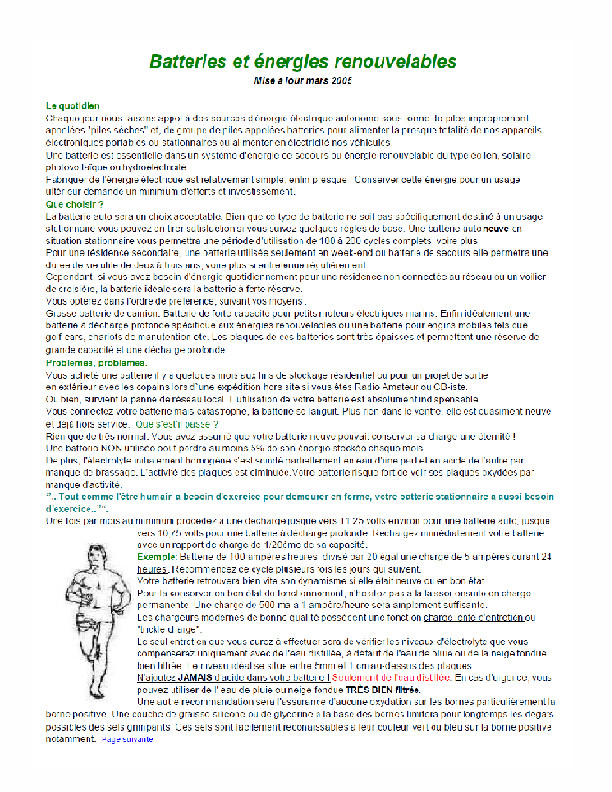 Batteries et énergies renouvelables
Mise à jour mars 2006
Le quotidien
Chaque jour nous faisons appel à des sources d'énergie électrique autonome sous forme de piles improprement
appelées "piles sèches" et, de groupe de piles appelées batteries pour alimenter la presque totalité de nos appareils
électroniques portables ou stationnaires ou alimenter en électricité nos véhicules.
Une batterie est essentielle dans un système d'énergie de secours ou énergie renouvelable du type éolien, solaire
photovoltaïque ou hydroélectricité.
Fabriquer de l'énergie électrique est relativement simple, enfin presque. Conserver cette énergie pour un usage
ultérieur demande un minimum d'efforts et investissement.
Que choisir ?
La batterie auto sera un choix acceptable. Bien que ce type de batterie ne soit pas spécifiquement destiné à un usage
stationnaire vous pouvez en tirer satisfaction si vous suivez quelques règles de base. Une batterie auto neuve en
situation stationnaire vous permettra une période d'utilisation de 100 à 200 cycles complets, voire plus.
Pour une résidence secondaire, une batterie utilisée seulement en week-end ou batterie de secours elle permettra une
durée de vie utile de deux à trois ans, voire plus si entretenue régulièrement.
Cependant, si vous avez besoin d'énergie quotidiennement pour une résidence non connectée au réseau ou un voilier
de croisière, la batterie idéale sera la batterie à forte réserve.
Vous opterez dans l'ordre de préférence, suivant vos moyens :
Grosse batterie de camion. Batterie de forte capacité pour petits moteurs électriques marins. Enfin idéalement une
batterie à décharge profonde spécifique aux énergies renouvelables ou une batterie pour engins mobiles tels que
golf cars, chariots de manutention etc. Les plaques de ces batteries sont très épaisses et permettent une réserve de
grande capacité et une décharge profonde.
Problèmes, problèmes.
Vous achetez une batterie il y a quelques mois aux fins de stockage résidentiel ou pour un projet de sortie
en extérieur avec les copains lors d'une expédition hors site si vous êtes Radio Amateur ou CB-iste.
Ou bien, survient la panne de réseau local. L'utilisation de votre batterie est absolument indispensable.
Vous connectez votre batterie mais catastrophe, la batterie se languit. Plus rien dans le ventre, elle est quasiment neuve
et déjà hors service. Que s'est il passé ?
Rien que de très normal. Vous avez assumé que votre batterie neuve pouvait conserver sa charge une éternité !
Une batterie NON utilisée peut perdre au moins 5% de son énergie stockée chaque mois.
De plus, l'électrolyte initialement homogène s'est scindé partiellement en eau d'une part et en acide de l'autre par
manque de brassage. L'activité des plaques est diminuée. Votre batterie risque fort de voir ses plaques oxydées par
manque d'activité.
"... Tout comme l'être humain a besoin d'exercice pour demeurer en forme, votre batterie stationnaire a aussi besoin
d'exercice..."".
Une fois par mois au minimum procédez à une décharge jusque vers 11.25 volts environ pour une batterie auto, jusque
vers 10.75 volts pour une batterie à décharge profonde. Rechargez immédiatement votre batterie
avec un rapport de charge de 1/20ème de sa capacité.
Exemple: Batterie de 100 ampères heures, divisé par 20 égal une charge de 5 ampères durant 24
heures. Recommencez ce cycle plusieurs fois les jours qui suivent.
Votre batterie retrouvera bien vite son dynamisme si elle était neuve ou en bon état.
Pour la conserver en bon état de fonctionnement, n'hésitez pas à la laisser ensuite en charge
permanente. Une charge de 500 ma à 1 ampère/heure sera amplement suffisante.
Les chargeurs modernes de bonne qualité possèdent une fonction charge lente d'entretien ou
"trickle charge".
Le seul entretien que vous aurez à effectuer sera de vérifier les niveaux d'électrolyte que vous
compenserez uniquement avec de l'eau distillée, à défaut de l'eau de pluie ou de la neige fondue
bien filtrée. Le niveau idéal se situe entre 5mm et 1 cm au-dessus des plaques.
N'ajoutez JAMAIS d'acide dans votre batterie ! Seulement de l'eau distillée. En cas d'urgence, vous
pouvez utiliser de l'eau de pluie ou neige fondue TRÈS BIEN filtrée.
Une autre recommandation sera l'assurance d'aucune oxydation sur les bornes particulièrement la
borne positive. Une couche de graisse silicone ou de glycérine à la base des bornes limitera pour longtemps les dégats
possibles des sels grimpants. Ces sels sont facilement reconnaissables à leur couleur vert ou bleu sur la borne positive
notamment. Page suivante